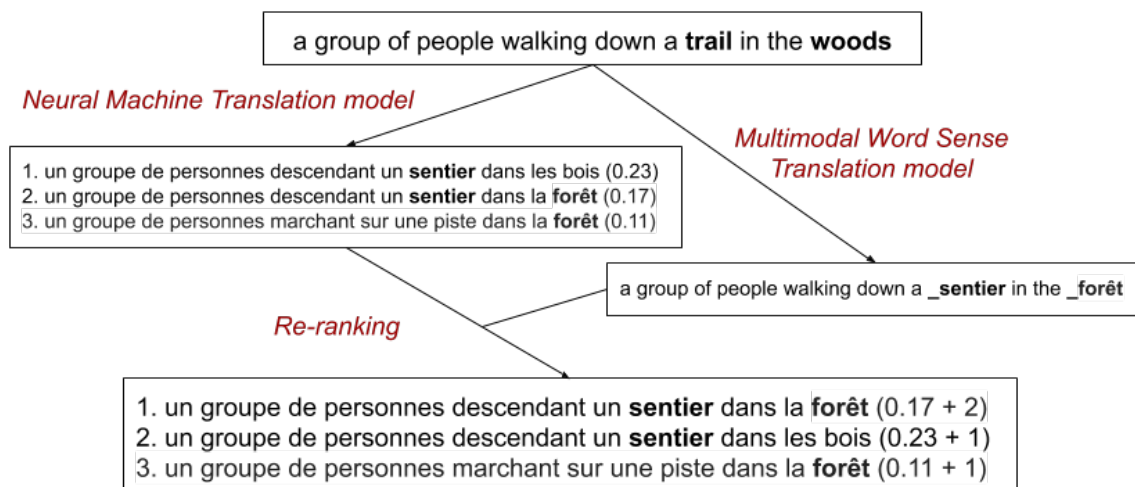 a group of people walking down a trail in the woods
Neural Machine Translation model
Multimodal Word Sense
Translation model
1. un groupe de personnes descendant un sentier dans les bois (0.23)
2. un groupe de personnes descendant un sentier dans la forêt (0.17)
3. un groupe de personnes marchant sur une piste dans la forêt (0.11)
a group of people walking down a _sentier in the _forêt
Re-ranking
1. un groupe de personnes descendant un sentier dans la forêt (0.17 + 2)
2. un groupe de personnes descendant un sentier dans les bois (0.23 + 1)
3. un groupe de personnes marchant sur une piste dans la forêt (0.11 + 1)